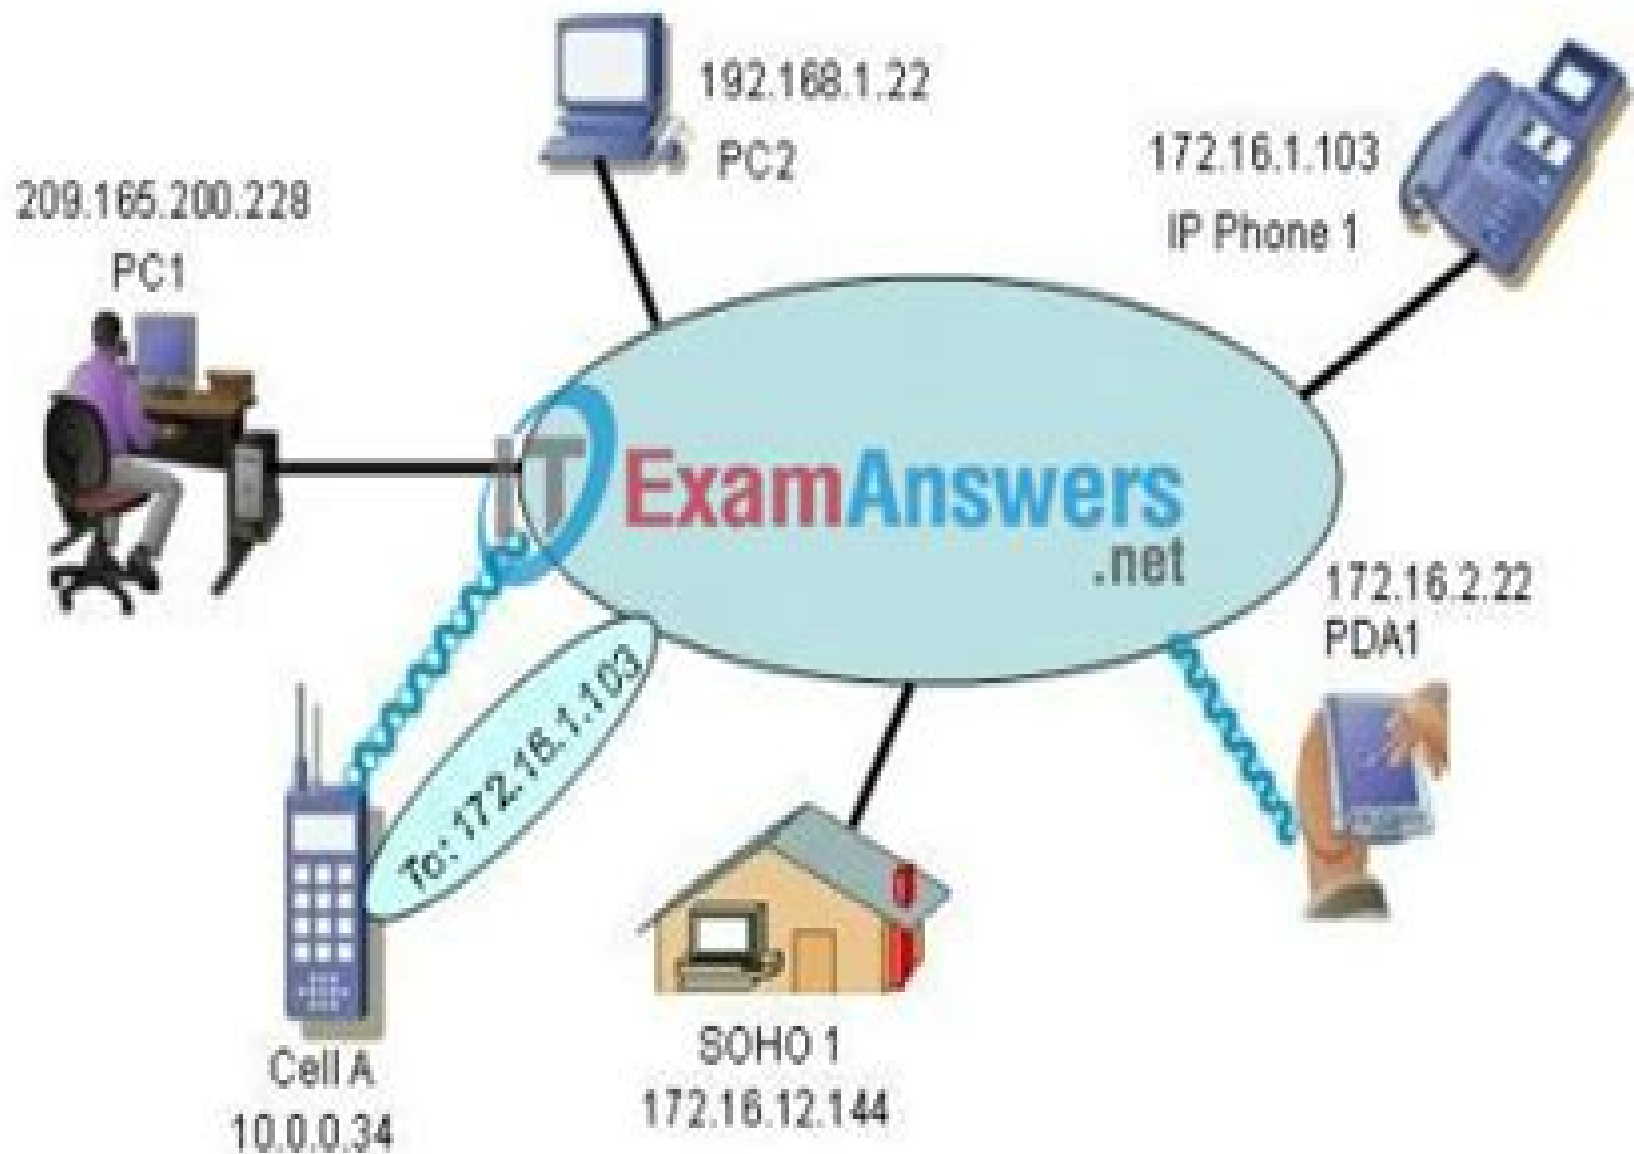 192.168.1.22
PC2
172.16.1.103
IP Phone 1
209.165.200.228
PC1
ITExamAnswers
.net
172.16.2.22
PDA1
To: 172.16.1.103
Cell A
10.0.0.34
SOHO 1
172.16.12.144